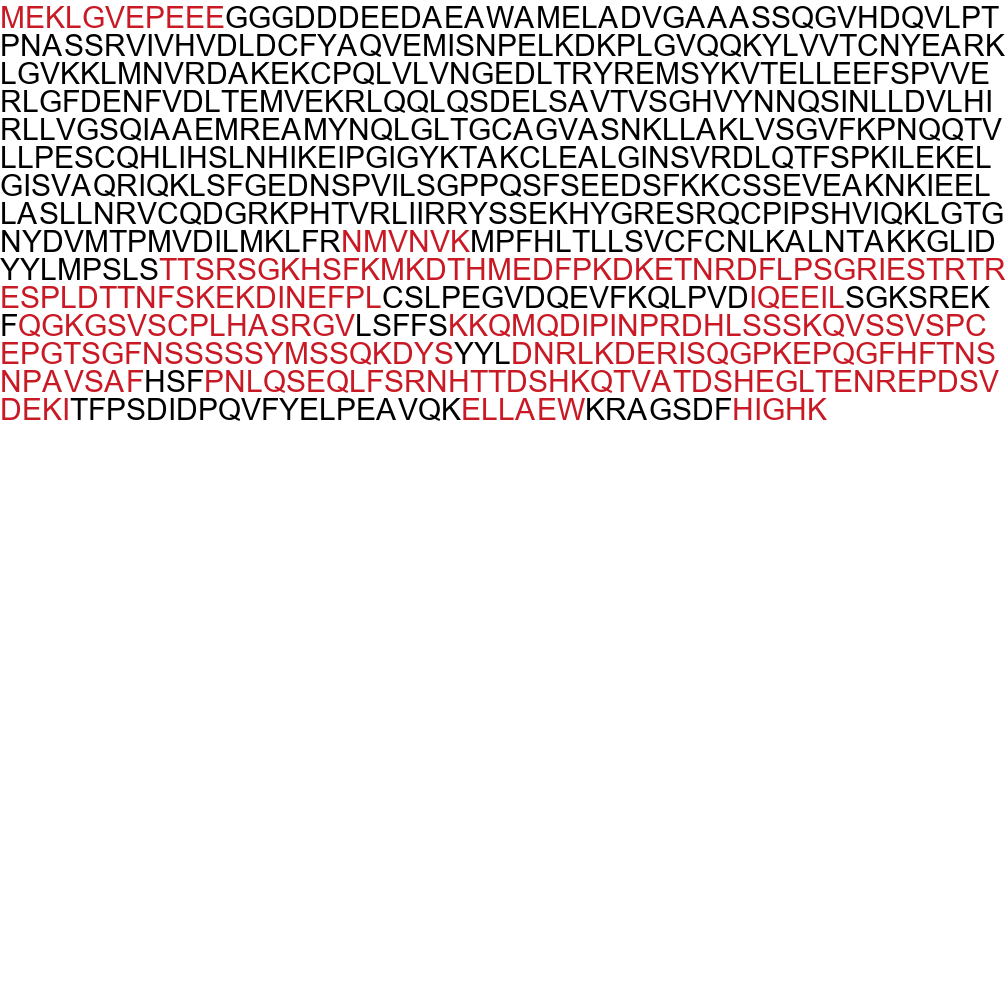 MEKLGVEPEEEGGGDDDEEDAEAWAMELADVGAAASSQGVHDQVLPT
PNASSRVIVHVDLDCFYAQVEMISNPELKDKPLGVQQKYLVVTCNYEARK
LGVKKLMNVRDAKEKCPQLVLVNGEDLTRYREMSYKVTELLEEFSPVVE
RLGFDENFVDLTEMVEKRLQQLQSDELSAVTVSGHVYNNQSINLLDVLHI
RLLVGSQIAAEMREAMYNQLGLTGCAGVASNKLLAKLVSGVFKPNQQTV
LLPESCQHLIHSLNHIKEIPGIGYKTAKCLEALGINSVRDLQTFSPKILEKEL
GISVAQRIQKLSFGEDNSPVILSGPPQSFSEEDSFKKCSSEVEAKNKIEEL
LASLLNRVCQDGRKPHTVRLIIRRYSSEKHYGRESRQCPIPSHVIQKLGTG
NYDVMTPMVDILMKLFRNMVNVKMPFHLTLLSVCFCNLKALNTAKKGLID
YYLMPSLSTTSRSGKHSFKMKDTHMEDFPKDKETNRDFLPSGRIESTRTR
ESPLDTTNFSKEKDINEFPLCSLPEGVDQEVFKQLPVDIQEEILSGKSREK
FQGKGSVSCPLHASRGVLSFFSKKQMQDIPINPRDHLSSSKQVSSVSPC
EPGTSGFNSSSSSYMSSQKDYSYYLDNRLKDERISQGPKEPQGFHFTNS
NPAVSAFHSFPNLQSEQLFSRNHTTDSHKQTVATDSHEGLTENREPDSV
DEKITFPSDIDPQVFYELPEAVQKELLAEWKRAGSDFHIGHK